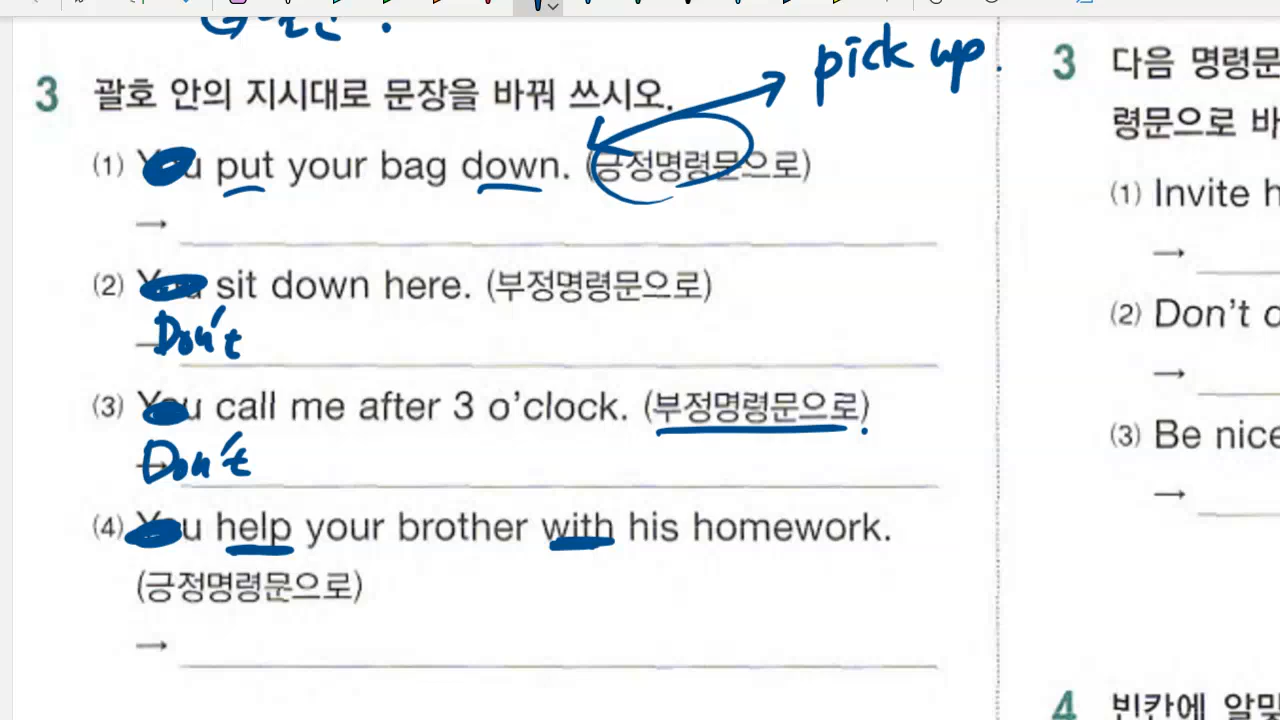 pick up.
3 괄호 안의 지시대로 문장을 바꿔 쓰시오.
(1) You put your bag down. (긍정명령문으로)
→
(2) You sit down here. (부정명령문으로)
→ Don't
(3) You call me after 3 o'clock. (부정명령문으로)
→ Don't
(4) You help your brother with his homework.
(긍정명령문으로)
→
3 다음 명령문
령문으로 바
(1) Invite h
→
(2) Don't
→
(3) Be nice
→
4 빈칸에 알맞